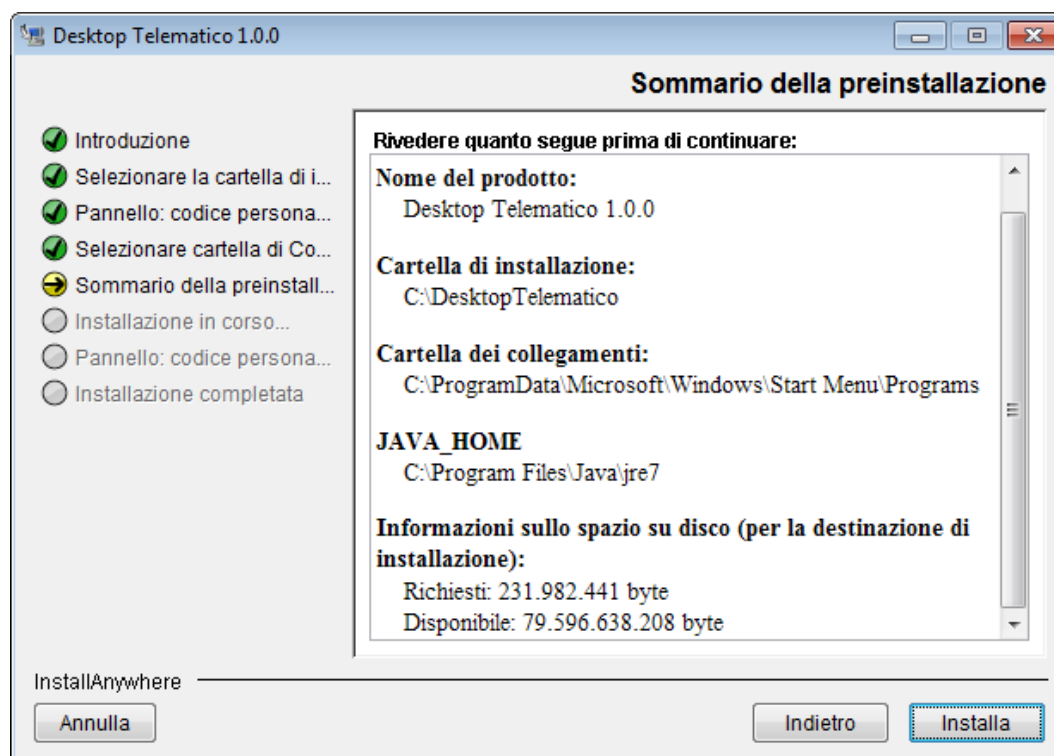 Desktop Telematico 1.0.0
Sommario della preinstallazione
Introduzione
Selezionare la cartella di i...
Pannello: codice persona...
Selezionare cartella di Co...
Sommario della preinstall...
Installazione in corso...
Pannello: codice persona...
Installazione completata
Rivedere quanto segue prima di continuare:
Nome del prodotto:
Desktop Telematico 1.0.0
Cartella di installazione:
C:\DesktopTelematico
Cartella dei collegamenti:
C:\ProgramData\Microsoft\Windows\Start Menu\Programs
JAVA_HOME
C:\Program Files\Java\jre7
Informazioni sullo spazio su disco (per la destinazione di
installazione):
Richiesti: 231.982.441 byte
Disponibile: 79.596.638.208 byte
InstallAnywhere
Annulla
Indietro
Installa